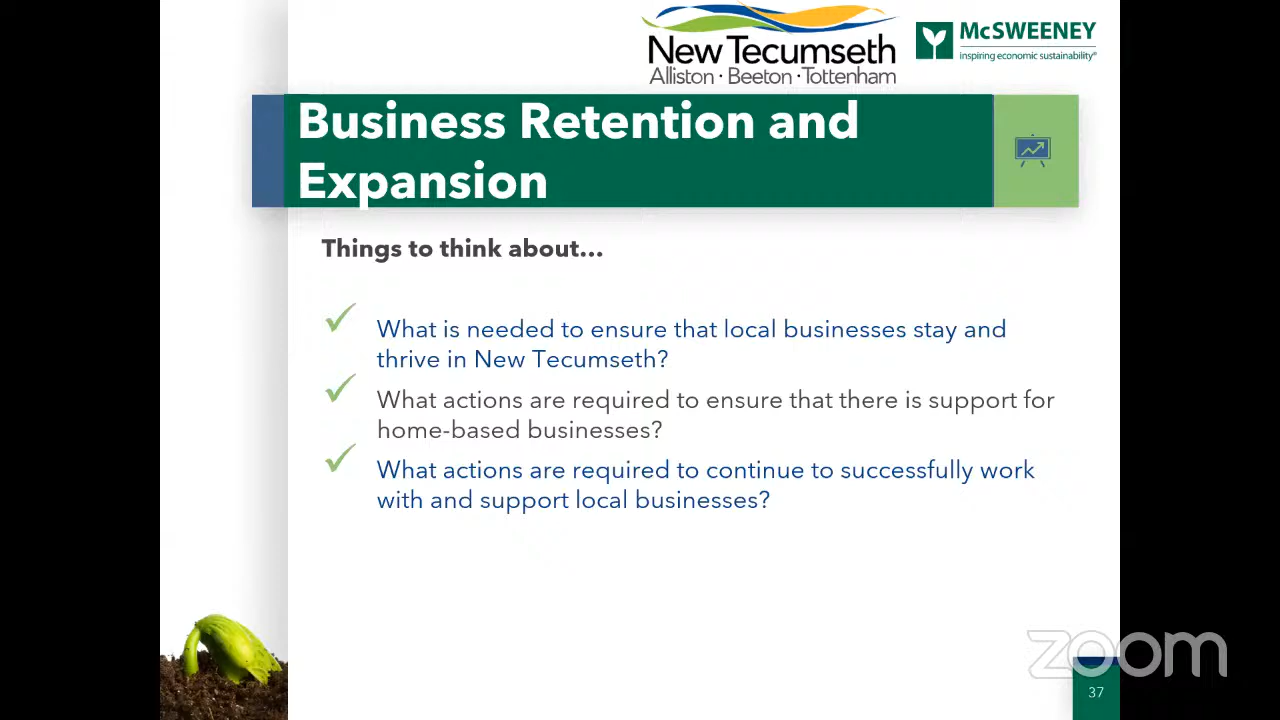 New Tecumseth
Alliston · Beeton · Tottenham
McSWEENEY
inspiring economic sustainability®
Business Retention and
Expansion
Things to think about...
What is needed to ensure that local businesses stay and
thrive in New Tecumseth?
What actions are required to ensure that there is support for
home-based businesses?
What actions are required to continue to successfully work
with and support local businesses?
zoom
37